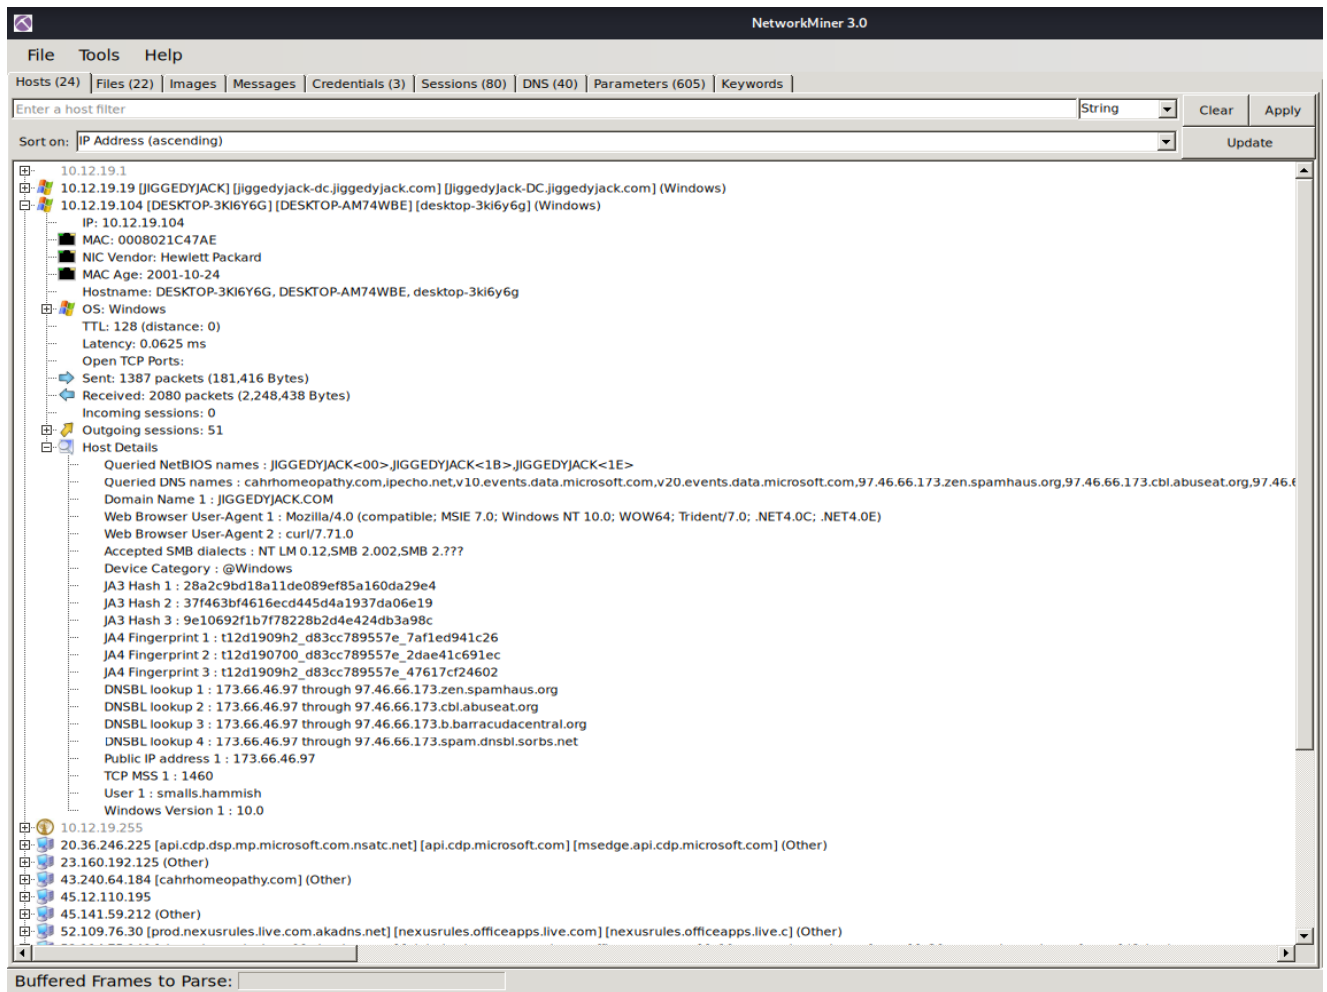 NetworkMiner 3.0
File Tools Help
Hosts (24) Files (22) Images Messages Credentials (3) Sessions (80) DNS (40) Parameters (605) Keywords
Enter a host filter String Clear Apply
Sort on: IP Address (ascending) Update
10.12.19.1
10.12.19.19 [JIGGEDYJACK] [jiggedyjack-dc.jiggedyjack.com] [JiggedyJack-DC.jiggedyjack.com] (Windows)
10.12.19.104 [DESKTOP-3KI6Y6G] [DESKTOP-AM74WBE] [desktop-3ki6y6g] (Windows)
IP: 10.12.19.104
MAC: 0008021C47AE
NIC Vendor: Hewlett Packard
MAC Age: 2001-10-24
Hostname: DESKTOP-3KI6Y6G, DESKTOP-AM74WBE, desktop-3ki6y6g
OS: Windows
TTL: 128 (distance: 0)
Latency: 0.0625 ms
Open TCP Ports:
Sent: 1387 packets (181,416 Bytes)
Received: 2080 packets (2,248,438 Bytes)
Incoming sessions: 0
Outgoing sessions: 51
Host Details
Queried NetBIOS names : JIGGEDYJACK<00>,JIGGEDYJACK<1B>,JIGGEDYJACK<1E>
Queried DNS names : cahrhomeopathy.com,ipecho.net,v10.events.data.microsoft.com,v20.events.data.microsoft.com,97.46.66.173.zen.spamhaus.org,97.46.66.173.cbl.abuseat.org,97.46.6
Domain Name 1 : JIGGEDYJACK.COM
Web Browser User-Agent 1 : Mozilla/4.0 (compatible; MSIE 7.0; Windows NT 10.0; WOW64; Trident/7.0; .NET4.0C; .NET4.0E)
Web Browser User-Agent 2 : curl/7.71.0
Accepted SMB dialects : NT LM 0.12,SMB 2.002,SMB 2.???
Device Category : @Windows
JA3 Hash 1 : 28a2c9bd18a11de089ef85a160da29e4
JA3 Hash 2 : 37f463bf4616ecd445d4a1937da06e19
JA3 Hash 3 : 9e10692f1b7f78228b2d4e424db3a98c
JA4 Fingerprint 1 : t12d1909h2_d83cc789557e_7af1ed941c26
JA4 Fingerprint 2 : t12d190700_d83cc789557e_2dae41c691ec
JA4 Fingerprint 3 : t12d1909h2_d83cc789557e_47617cf24602
DNSBL lookup 1 : 173.66.46.97 through 97.46.66.173.zen.spamhaus.org
DNSBL lookup 2 : 173.66.46.97 through 97.46.66.173.cbl.abuseat.org
DNSBL lookup 3 : 173.66.46.97 through 97.46.66.173.b.barracudacentral.org
DNSBL lookup 4 : 173.66.46.97 through 97.46.66.173.spam.dnsbl.sorbs.net
Public IP address 1 : 173.66.46.97
TCP MSS 1 : 1460
User 1 : smalls.hammish
Windows Version 1 : 10.0
10.12.19.255
20.36.246.225 [api.cdp.dsp.mp.microsoft.com.nsatc.net] [api.cdp.microsoft.com] [msedge.api.cdp.microsoft.com] (Other)
23.160.192.125 (Other)
43.240.64.184 [cahrhomeopathy.com] (Other)
45.12.110.195
45.141.59.212 (Other)
52.109.76.30 [prod.nexusrules.live.com.akadns.net] [nexusrules.officeapps.live.com] [nexusrules.officeapps.live.c] (Other)
Buffered Frames to Parse: